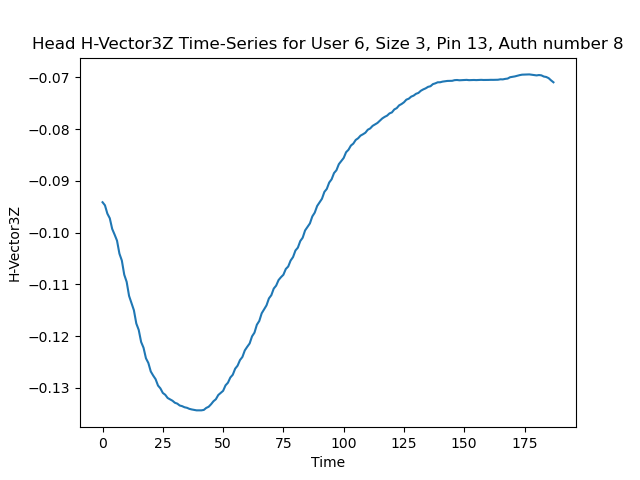 Head H-Vector3Z Time-Series for User 6, Size 3, Pin 13, Auth number 8
−0.07
−0.08
−0.09
−0.10
−0.11
−0.12
−0.13
H-Vector3Z
0 25 50 75 100 125 150 175
Time